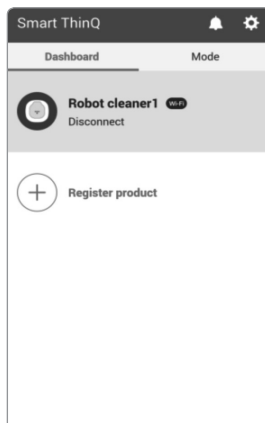 Smart ThinQ
Dashboard Mode
Robot cleaner1 Wi-Fi
Disconnect
Register product